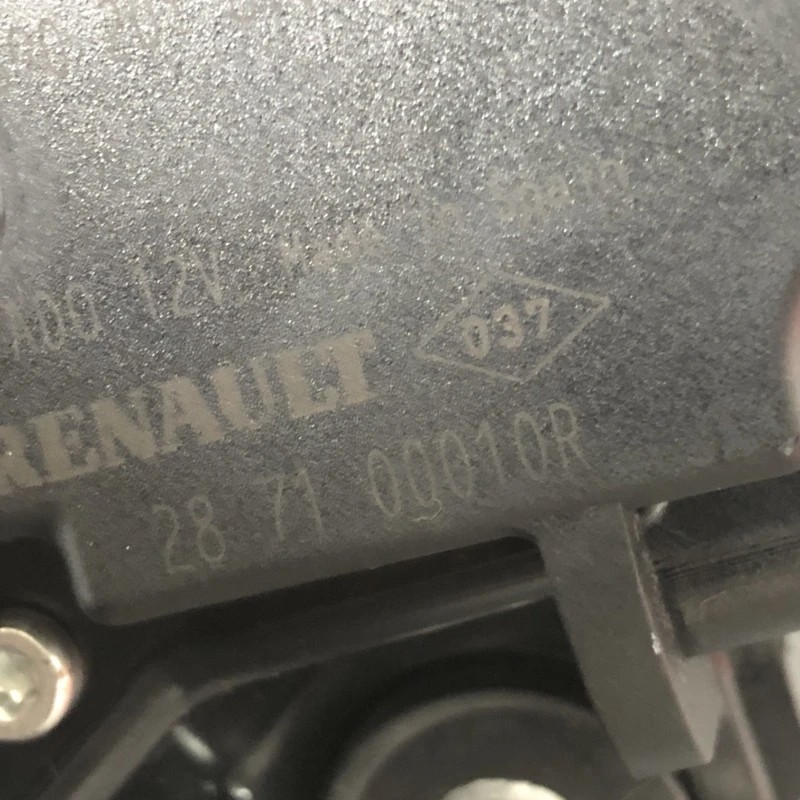 12V Made in Spain
RENAULT 037
28 71 00010R